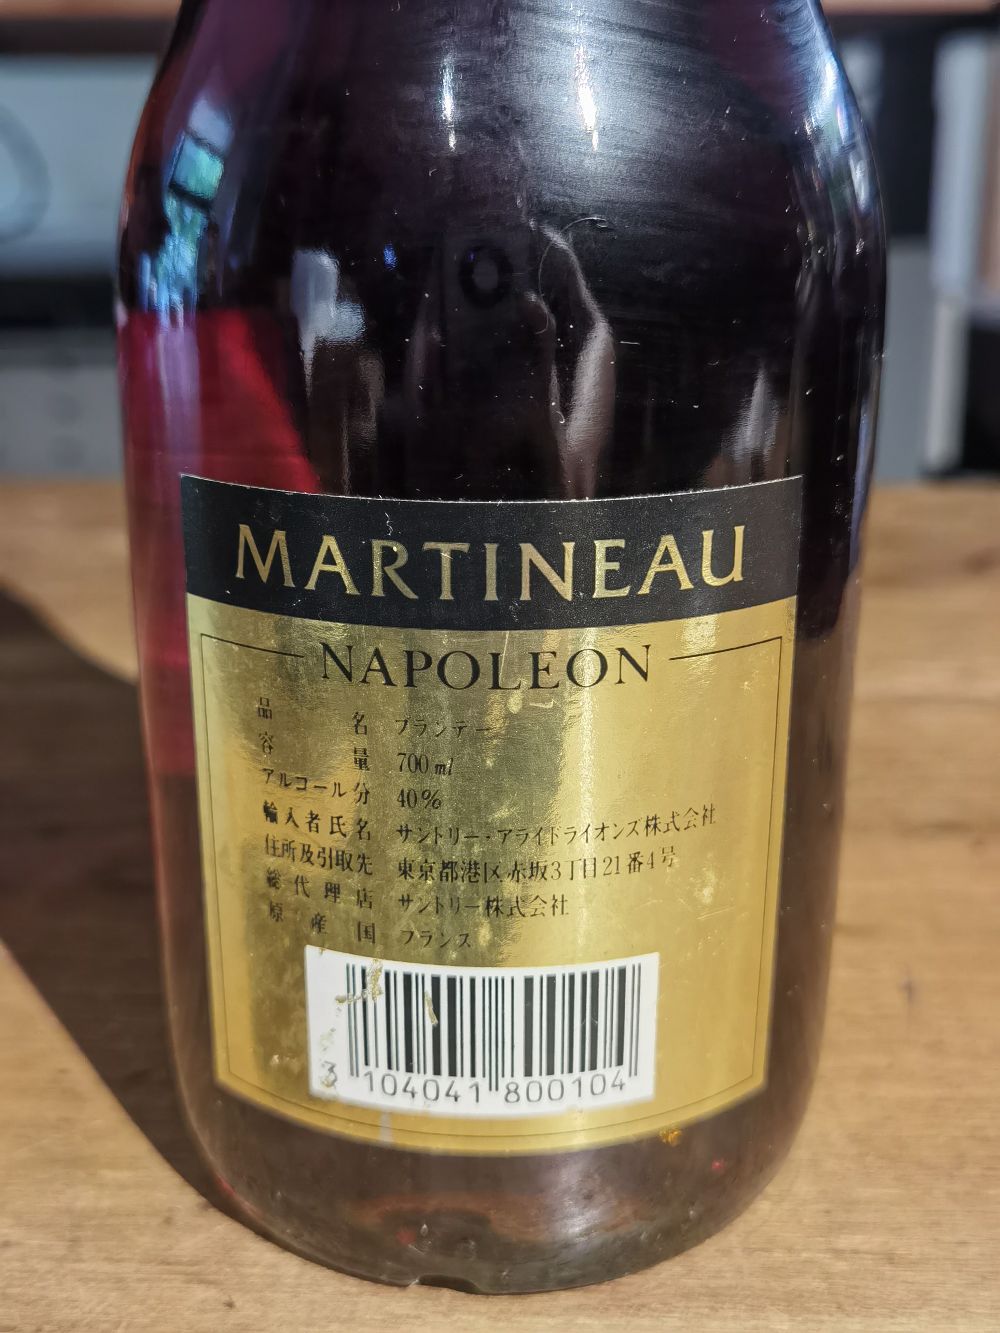 MARTINEAU
NAPOLEON
品名 ブランデー
容量 700ml
アルコール分 40%
輸入者氏名 サントリー・アライドライオンズ株式会社
住所及引取先 東京都港区赤坂3丁目21番4号
総代理店 サントリー株式会社
原産国 フランス
3 104041 800104